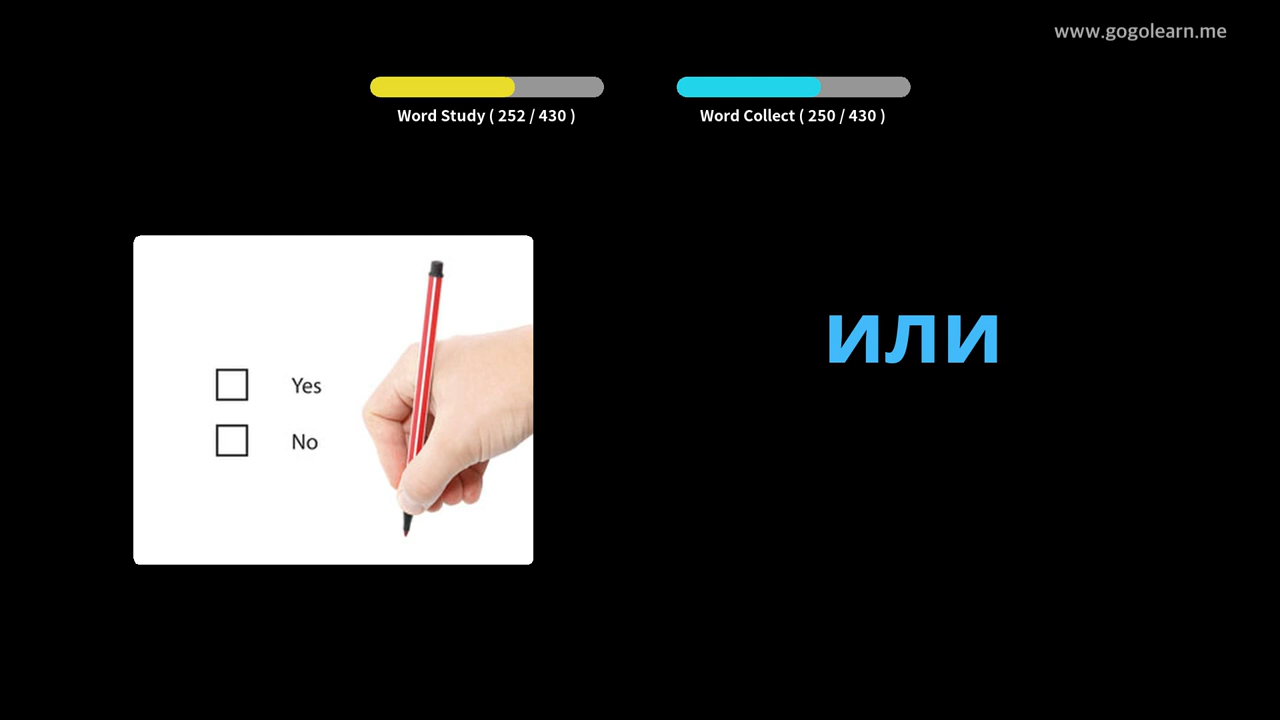 www.gogolearn.me
Word Study ( 252 / 430 )
Word Collect ( 250 / 430 )
Yes
No
или